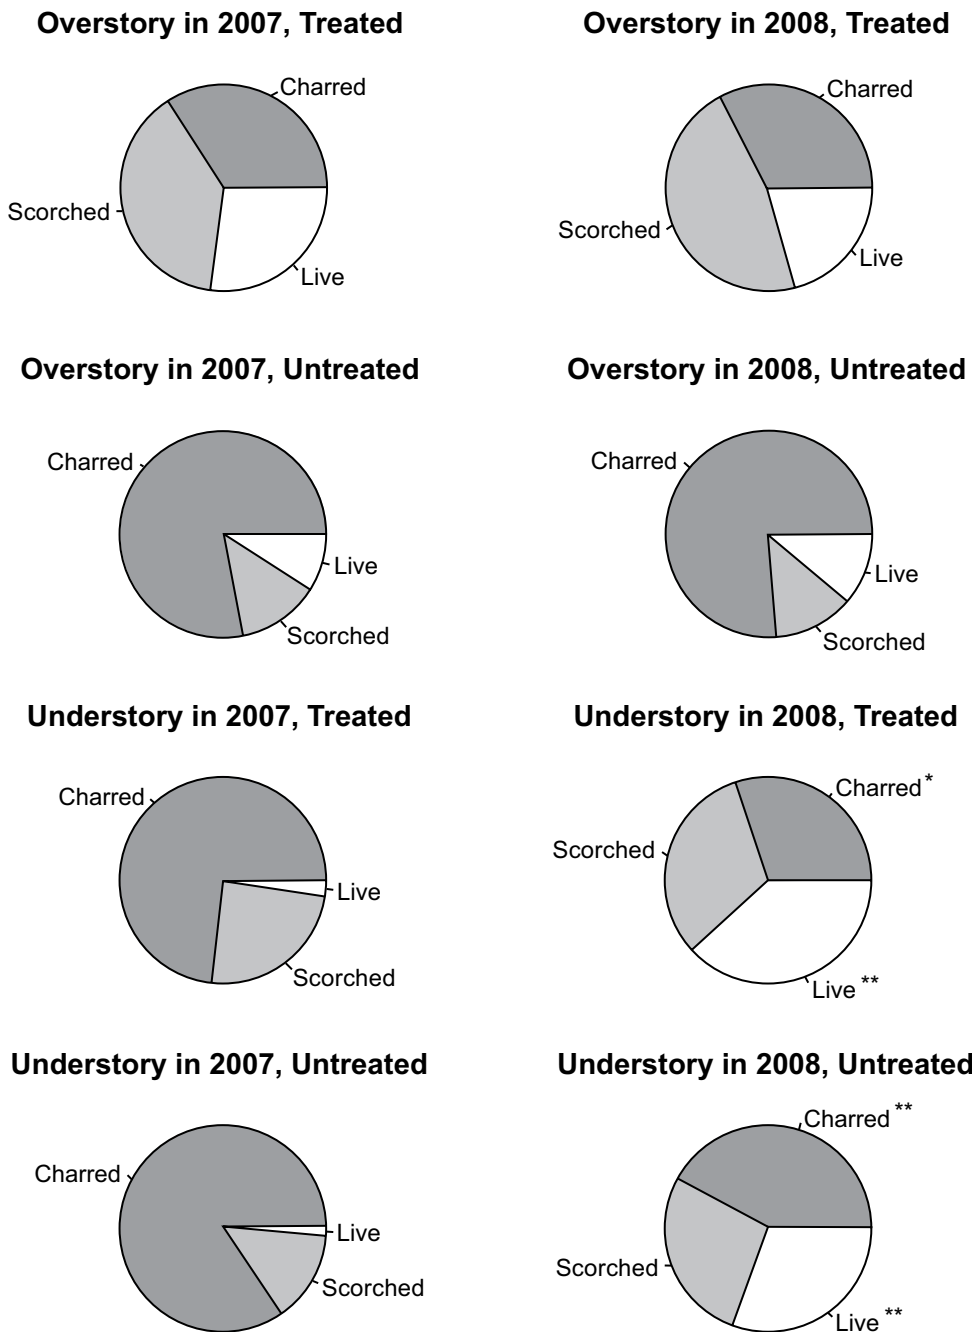 Overstory in 2007, Treated
Charred
Scorched
Live
Overstory in 2008, Treated
Charred
Scorched
Live
Overstory in 2007, Untreated
Charred
Live
Scorched
Overstory in 2008, Untreated
Charred
Live
Scorched
Understory in 2007, Treated
Charred
Live
Scorched
Understory in 2008, Treated
Charred *
Scorched
Live **
Understory in 2007, Untreated
Charred
Live
Scorched
Understory in 2008, Untreated
Charred **
Scorched
Live **